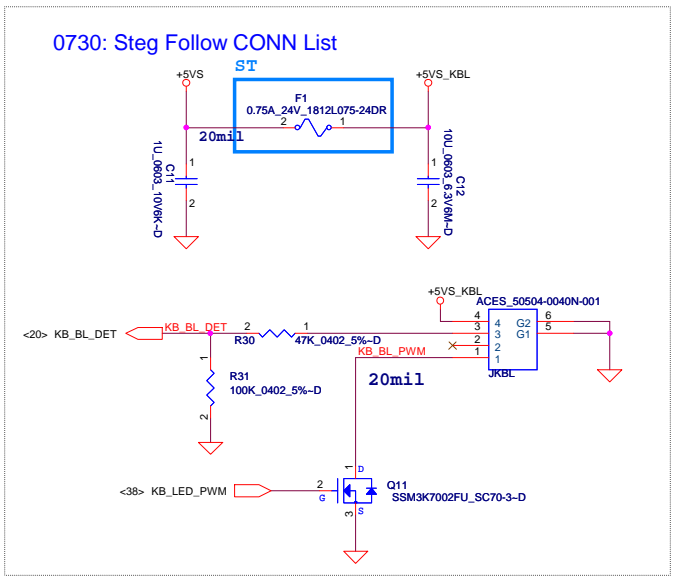 0730: Steg Follow CONN List
ST
+5VS
+5VS_KBL
F1
0.75A_24V_1812L075-24DR
2
1
20mil
1
2
C11
1U_0603_10V6K~D
1
2
C12
10U_0603_6.3V6M~D
+5VS_KBL
ACES_50504-0040N-001
4
3
2
1
4
3
2
1
G2
G1
6
5
JKBL
<20> KB_BL_DET
KB_BL_DET
2
1
R30
47K_0402_5%~D
KB_BL_PWM
20mil
1
2
R31
100K_0402_5%~D
<38> KB_LED_PWM
2
G
1
D
3
S
Q11
SSM3K7002FU_SC70-3~D